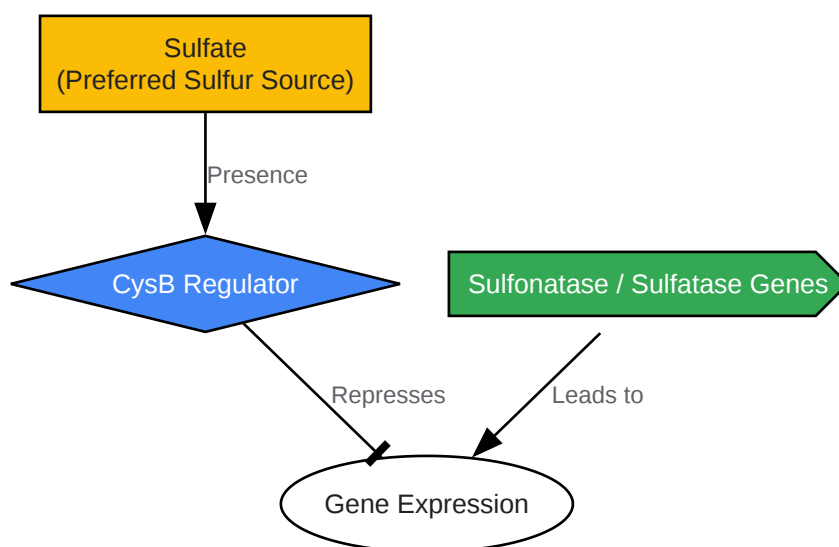 Sulfate
(Preferred Sulfur Source)
Presence
CysB Regulator
Sulfonatase / Sulfatase Genes
Represses
Leads to
Gene Expression